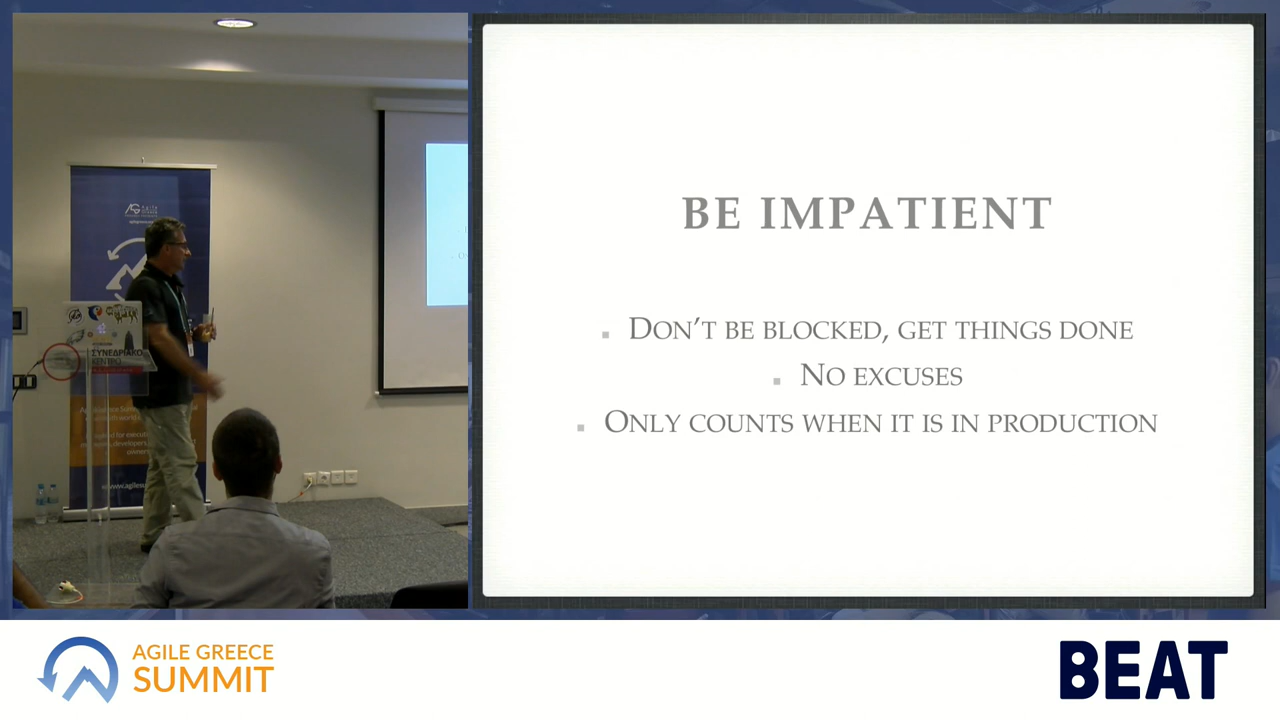 BE IMPATIENT
DON'T BE BLOCKED, GET THINGS DONE
NO EXCUSES
ONLY COUNTS WHEN IT IS IN PRODUCTION
ΣΥΝΕΔΡΙΑΚΟ
ΚΕΝΤΡΟ
AGILE GREECE
SUMMIT
BEAT